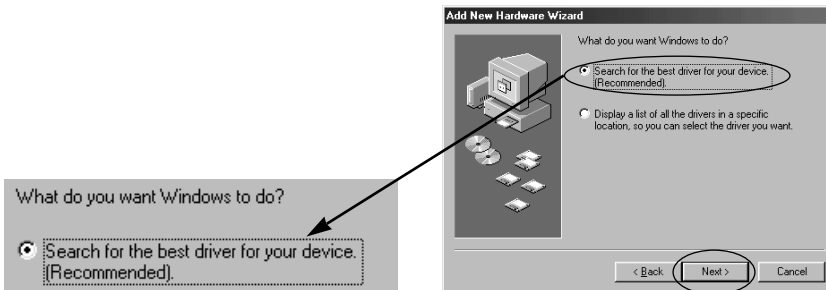 Add New Hardware Wizard
What do you want Windows to do?
Search for the best driver for your device.
(Recommended).
Display a list of all the drivers in a specific
location, so you can select the driver you want.
< Back
Next >
Cancel
What do you want Windows to do?
Search for the best driver for your device.
(Recommended).